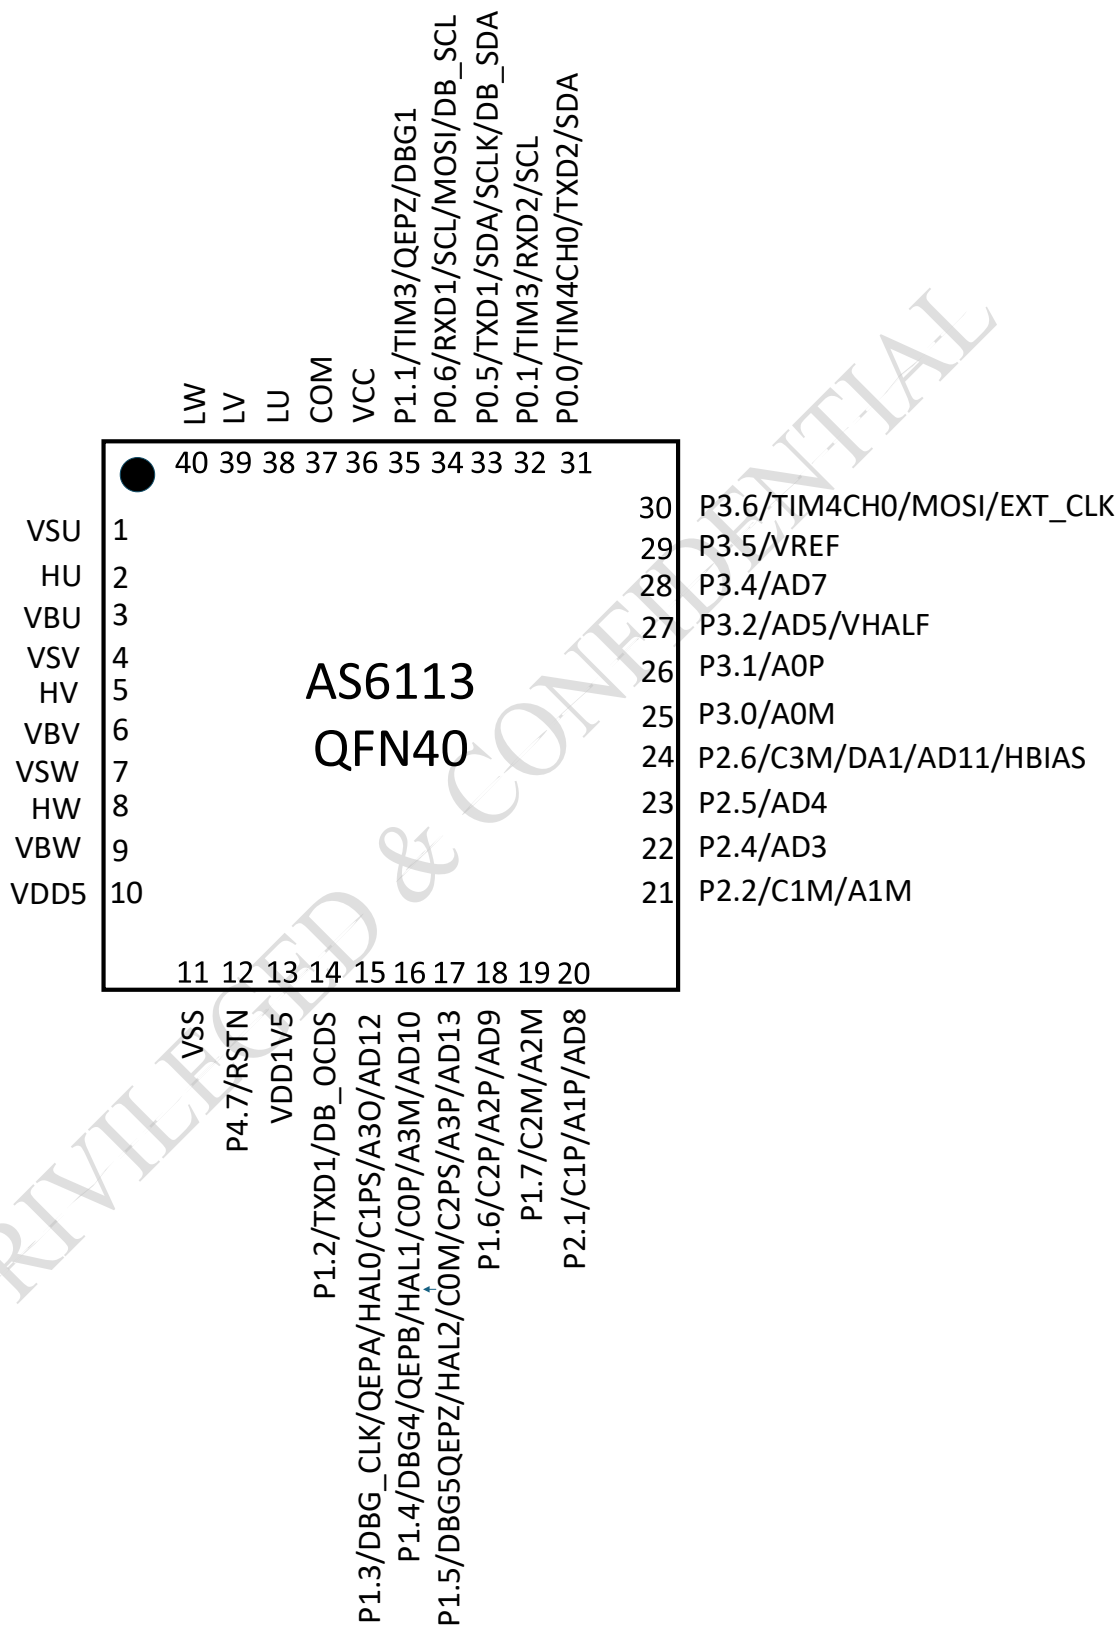 LW
LV
LU
COM
VCC
P1.1/TIM3/QEPZ/DBG1
P0.6/RXD1/SCL/MOSI/DB_SCL
P0.5/TXD1/SDA/SCLK/DB_SDA
P0.1/TIM3/RXD2/SCL
P0.0/TIM4CH0/TXD2/SDA
40 39 38 37 36 35 34 33 32 31
VSU 1
HU 2
VBU 3
VSV 4
HV 5
VBV 6
VSW 7
HW 8
VBW 9
VDD5 10
AS6113
QFN40
30 P3.6/TIM4CH0/MOSI/EXT_CLK
29 P3.5/VREF
28 P3.4/AD7
27 P3.2/AD5/VHALF
26 P3.1/A0P
25 P3.0/A0M
24 P2.6/C3M/DA1/AD11/HBIAS
23 P2.5/AD4
22 P2.4/AD3
21 P2.2/C1M/A1M
11 12 13 14 15 16 17 18 19 20
VSS
P4.7/RSTN
VDD1V5
P1.2/TXD1/DB_OCDS
P1.3/DBG_CLK/QEPA/HAL0/C1PS/A3O/AD12
P1.4/DBG4/QEPB/HAL1/C0P/A3M/AD10
P1.5/DBG5QEPZ/HAL2/C0M/C2PS/A3P/AD13
P1.6/C2P/A2P/AD9
P1.7/C2M/A2M
P2.1/C1P/A1P/AD8
RIVILEGED & CONFIDENTIAL